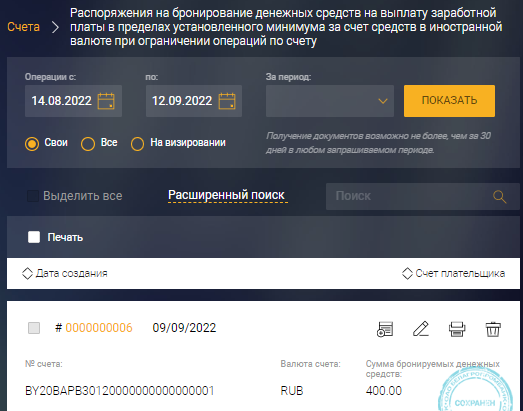 Счета
Распоряжения на бронирование денежных средств на выплату заработной
платы в пределах установленного минимума за счет средств в иностранной
валюте при ограничении операций по счету
Операции с: по: За период:
14.08.2022 12.09.2022 ПОКАЗАТЬ
Свои Все На визировании
Получение документов возможно не более, чем за 30
дней в любом запрашиваемом периоде.
Выделить все Расширенный поиск Поиск
Печать
Дата создания Счет плательщика
# 0000000006 09/09/2022
№ счета: Валюта счета: Сумма бронируемых денежных
средств:
BY20BAPB30120000000000000001 RUB 400.00
СОХРАНЕН